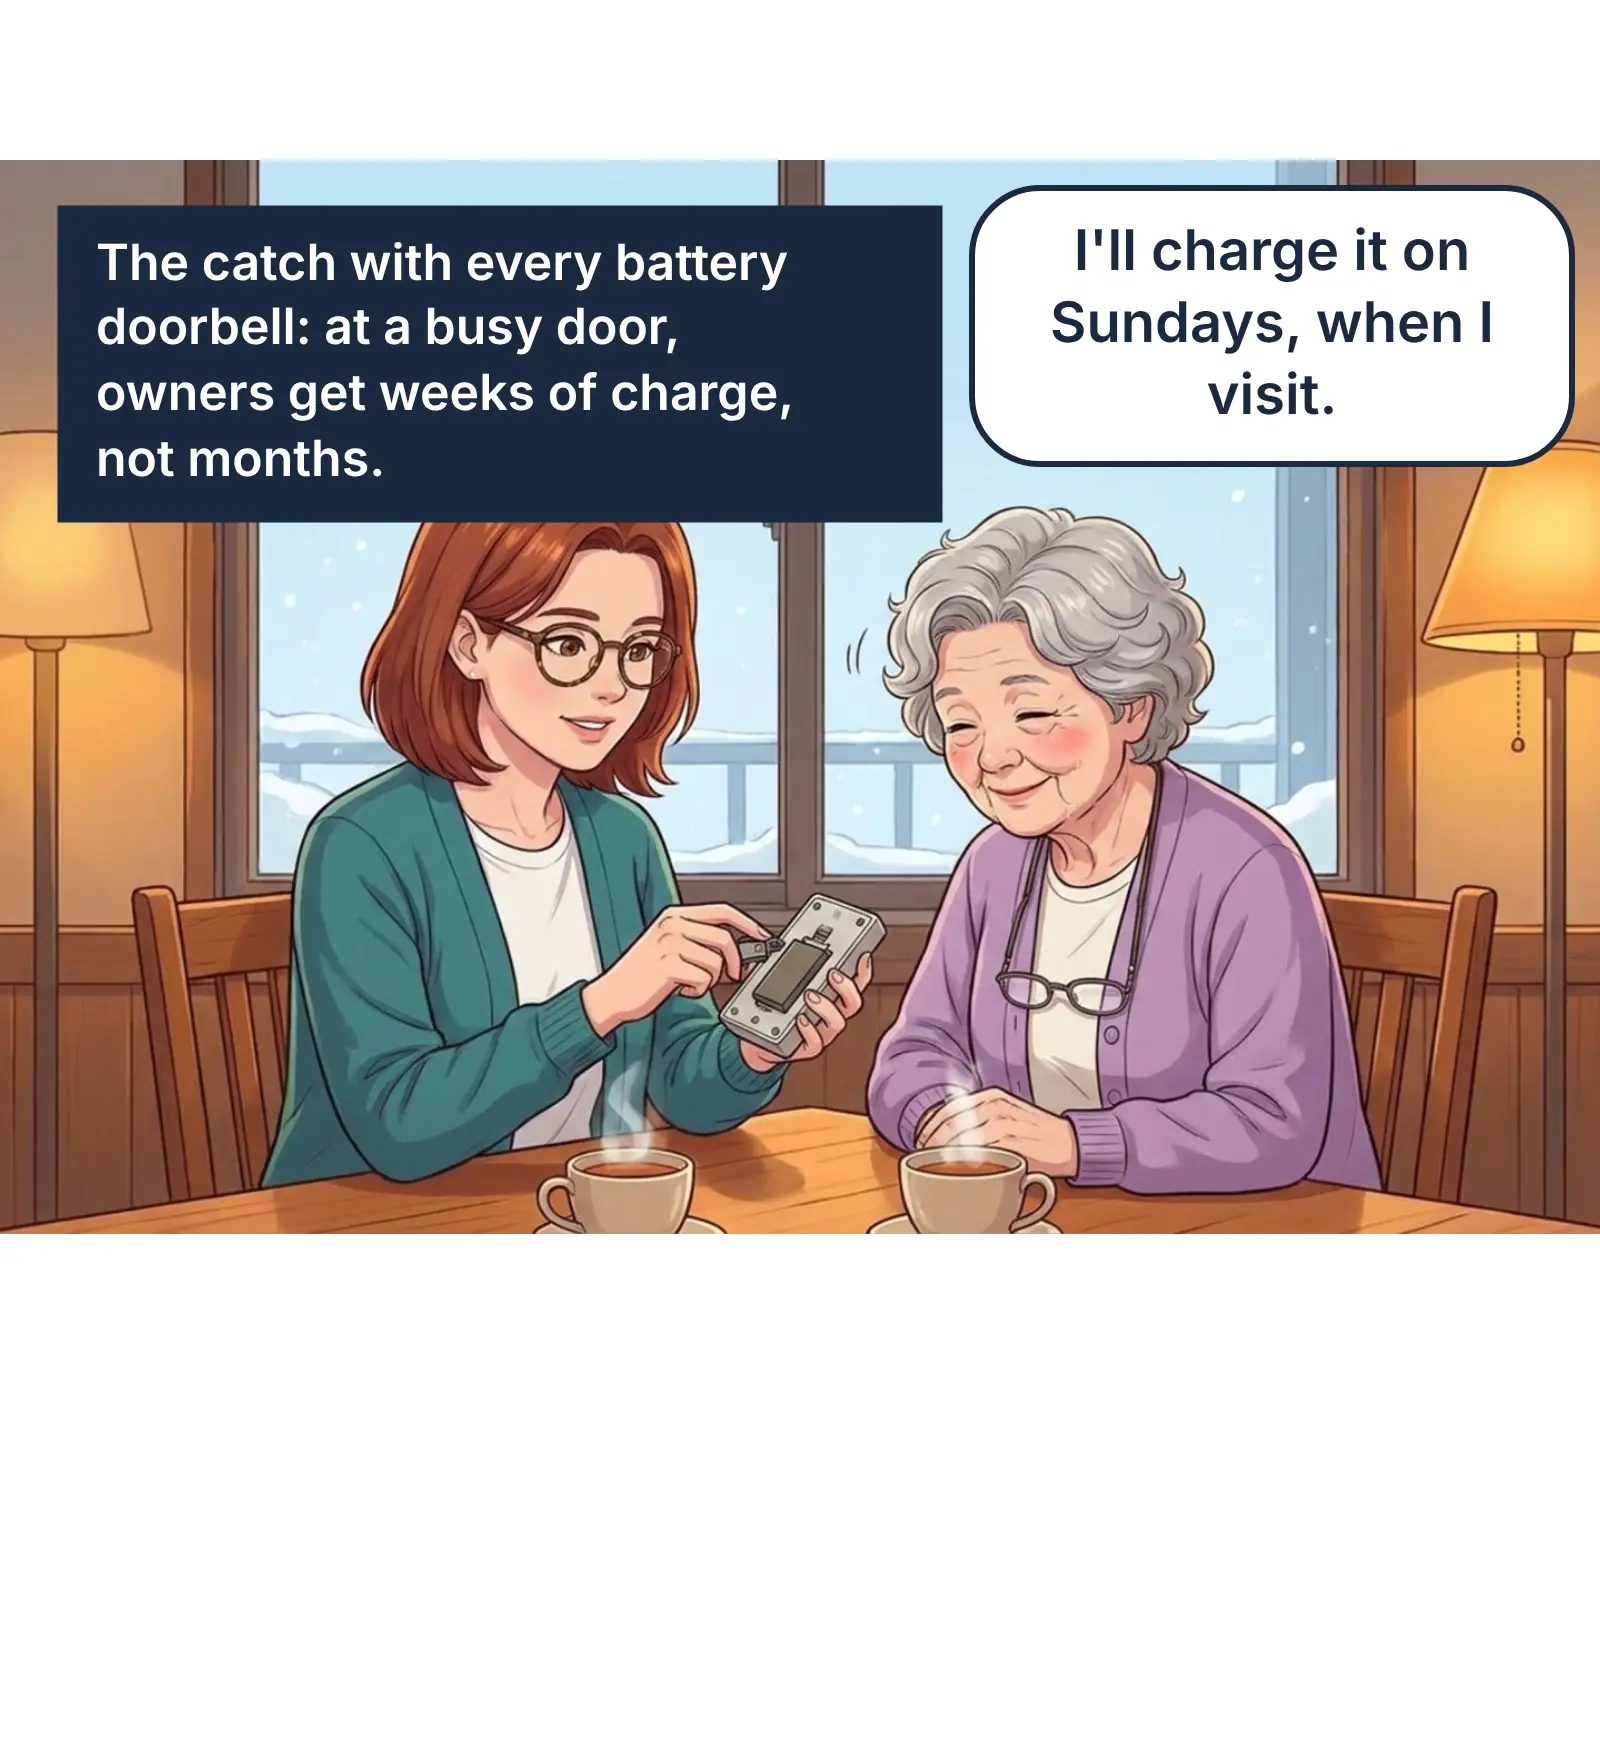 The catch with every battery
doorbell: at a busy door,
owners get weeks of charge,
not months.
I'll charge it on
Sundays, when I
visit.